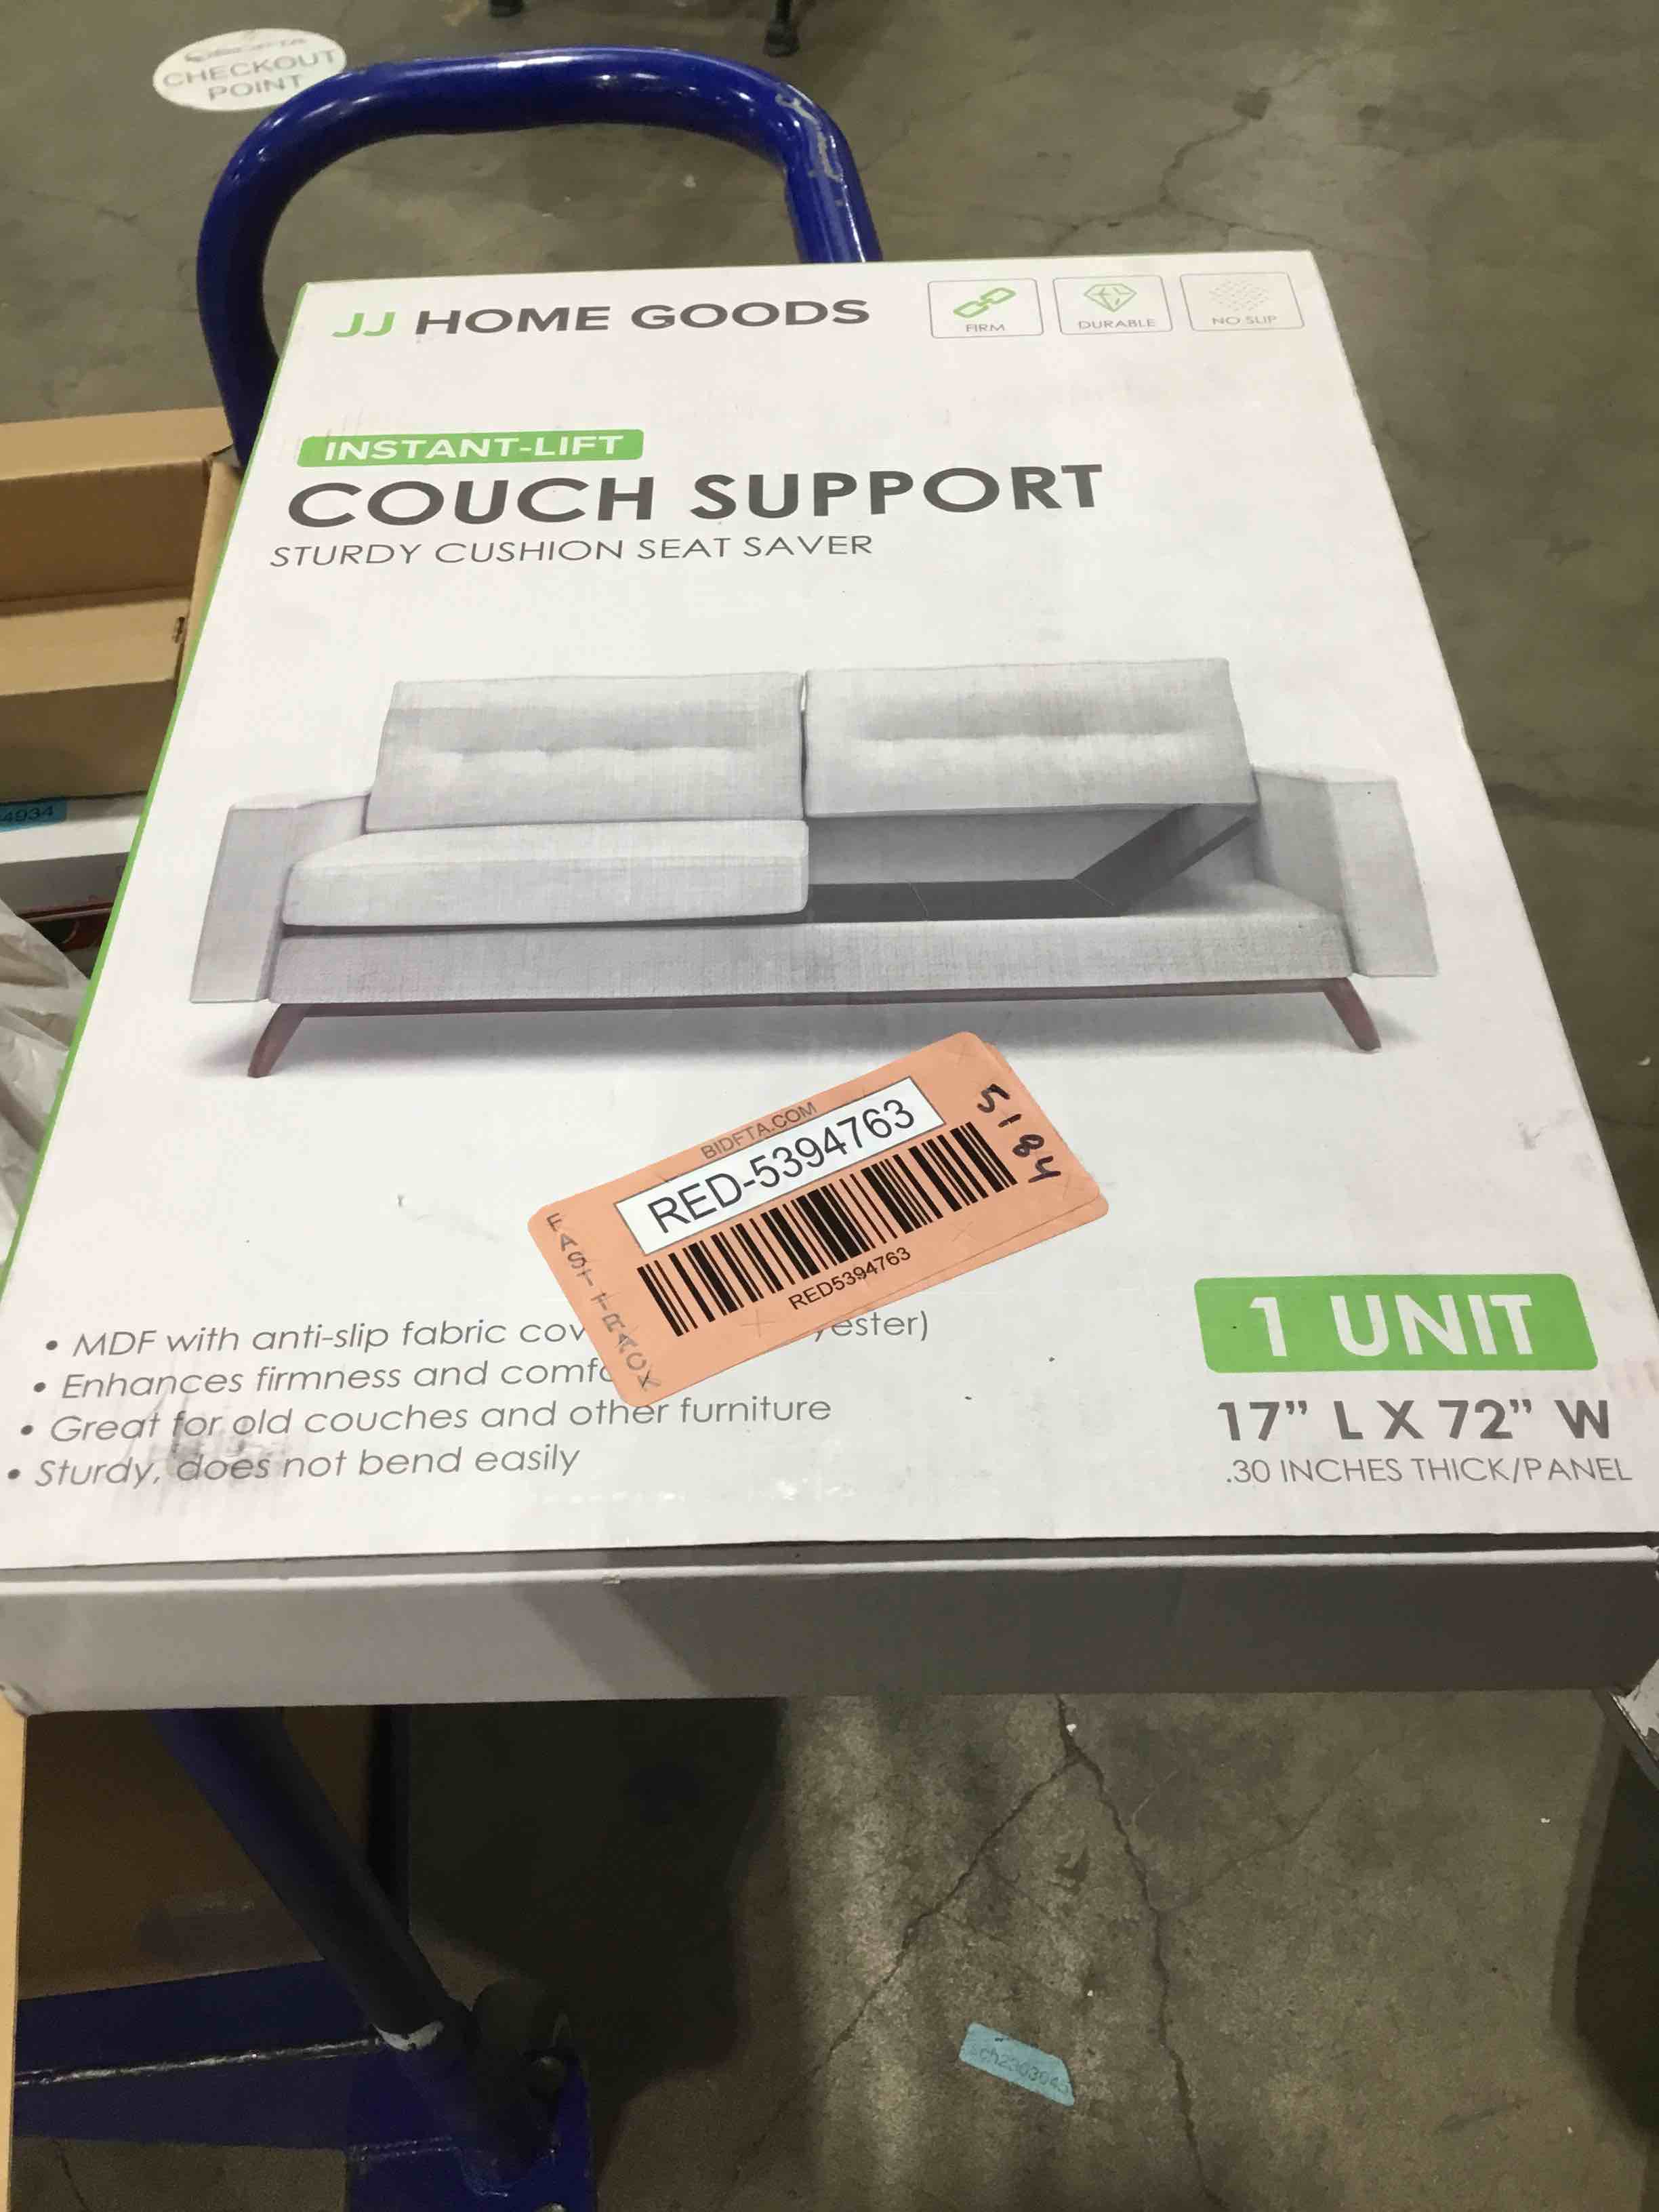 CHECKOUT
POINT
JJ HOME GOODS
FIRM
DURABLE
NO SLIP
INSTANT-LIFT
COUCH SUPPORT
STURDY CUSHION SEAT SAVER
4934
BIDFTA.COM
RED-5394763
5184
RED5394763
FAST TRACK
• MDF with anti-slip fabric cov yester)
• Enhances firmness and comfo
• Great for old couches and other furniture
• Sturdy, does not bend easily
1 UNIT
17" L X 72" W
.30 INCHES THICK/PANEL